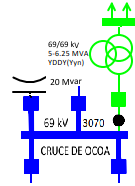 69/69 kv
5-6.25 MVA
YDDY(Yyn)
20 Mvar
69 kV 3070
CRUCE DE OCOA